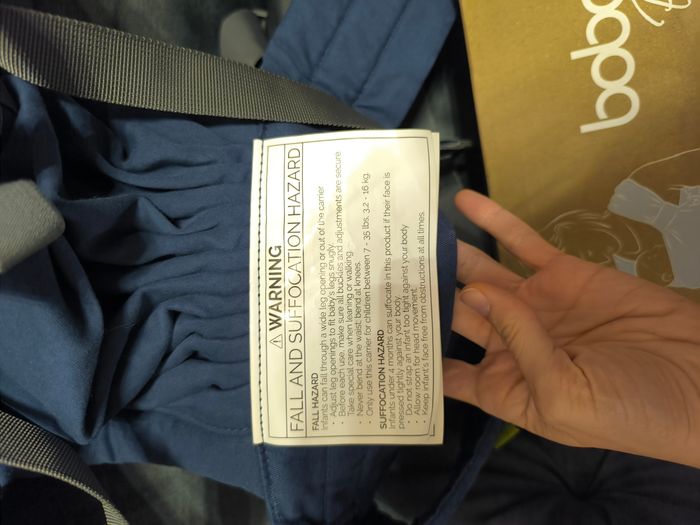 ⚠ WARNING
FALL AND SUFFOCATION HAZARD
FALL HAZARD
Infants can fall through a wide leg opening or out of the carrier.
• Adjust leg openings to fit baby's legs snugly.
• Before each use, make sure all buckles and adjustments are secure.
• Take special care when leaning or walking.
• Never bend at the waist; bend at knees.
• Only use this carrier for children between 7 - 35 lbs. 3.2 - 16 kg.
SUFFOCATION HAZARD
Infants under 4 months can suffocate in this product if their face is
pressed tightly against your body.
• Do not strap an infant too tight against your body
• Allow room for head movement
• Keep infant's face free from obstructions at all times.
boba